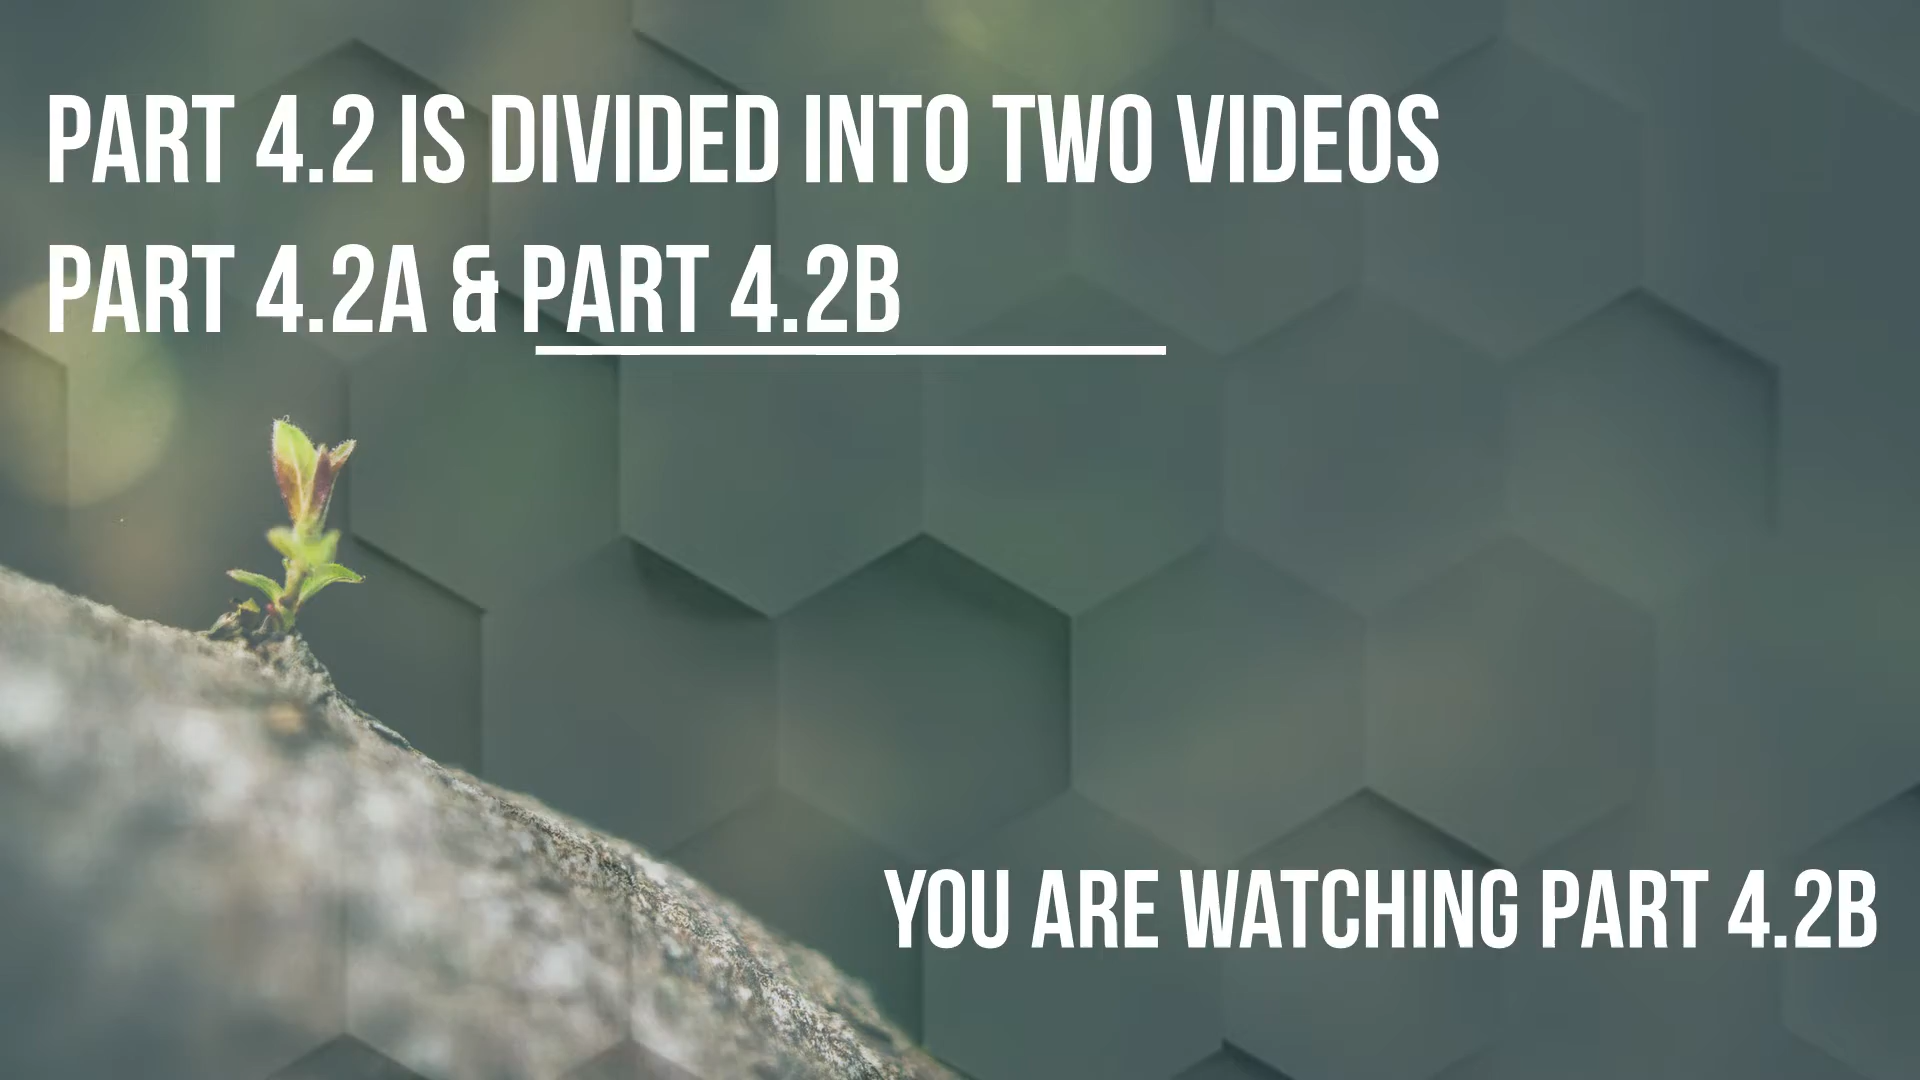 PART 4.2 IS DIVIDED INTO TWO VIDEOS
PART 4.2A & PART 4.2B
YOU ARE WATCHING PART 4.2B